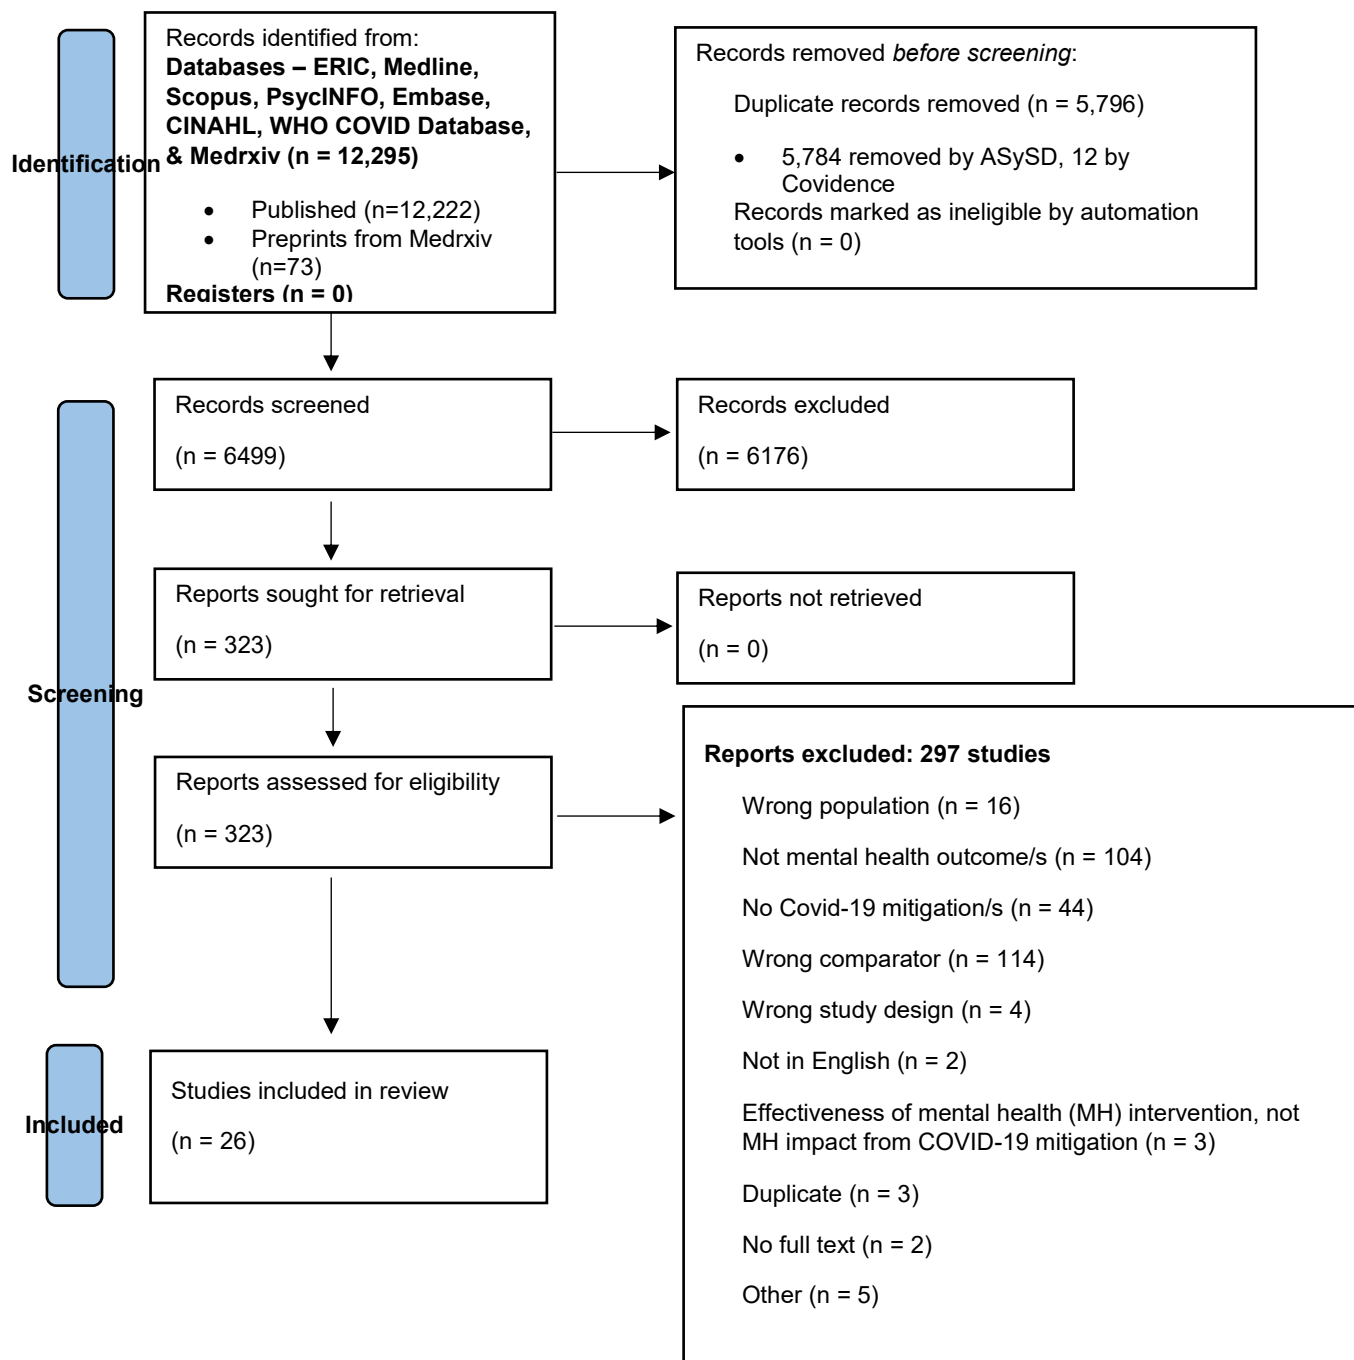 Identification
Records identified from:
Databases – ERIC, Medline,
Scopus, PsycINFO, Embase,
CINAHL, WHO COVID Database,
& Medrxiv (n = 12,295)
• Published (n=12,222)
• Preprints from Medrxiv
(n=73)
Registers (n = 0)
Records removed before screening:
Duplicate records removed (n = 5,796)
• 5,784 removed by ASySD, 12 by
Covidence
Records marked as ineligible by automation
tools (n = 0)
Screening
Records screened
(n = 6499)
Records excluded
(n = 6176)
Reports sought for retrieval
(n = 323)
Reports not retrieved
(n = 0)
Reports assessed for eligibility
(n = 323)
Reports excluded: 297 studies
Wrong population (n = 16)
Not mental health outcome/s (n = 104)
No Covid-19 mitigation/s (n = 44)
Wrong comparator (n = 114)
Wrong study design (n = 4)
Not in English (n = 2)
Effectiveness of mental health (MH) intervention, not
MH impact from COVID-19 mitigation (n = 3)
Duplicate (n = 3)
No full text (n = 2)
Other (n = 5)
Included
Studies included in review
(n = 26)